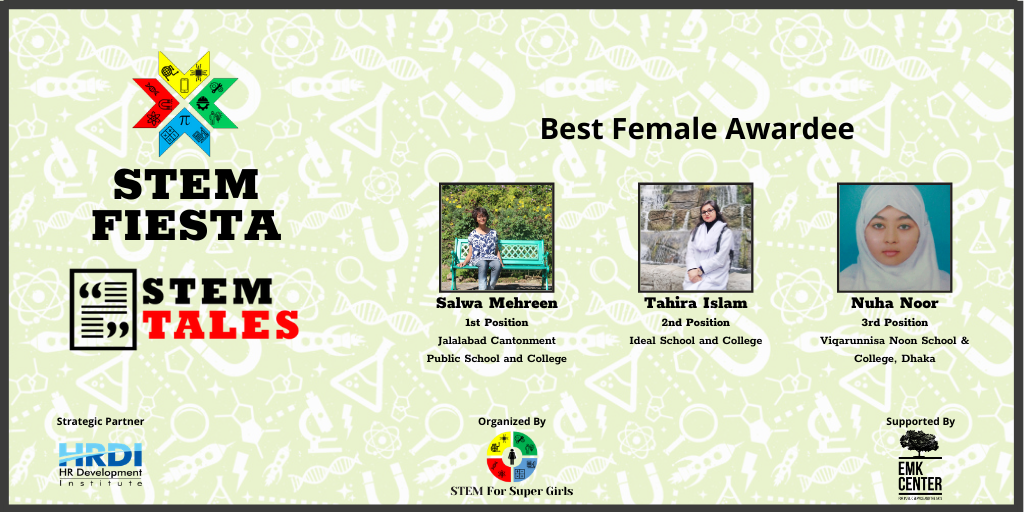 STEM
FIESTA
STEM
TALES
Best Female Awardee
Salwa Mehreen
1st Position
Jalalabad Cantonment
Public School and College
Tahira Islam
2nd Position
Ideal School and College
Nuha Noor
3rd Position
Viqarunnisa Noon School &
College, Dhaka
Strategic Partner
HRDI
HR Development
Institute
Organized By
STEM For Super Girls
Supported By
EMK
CENTER